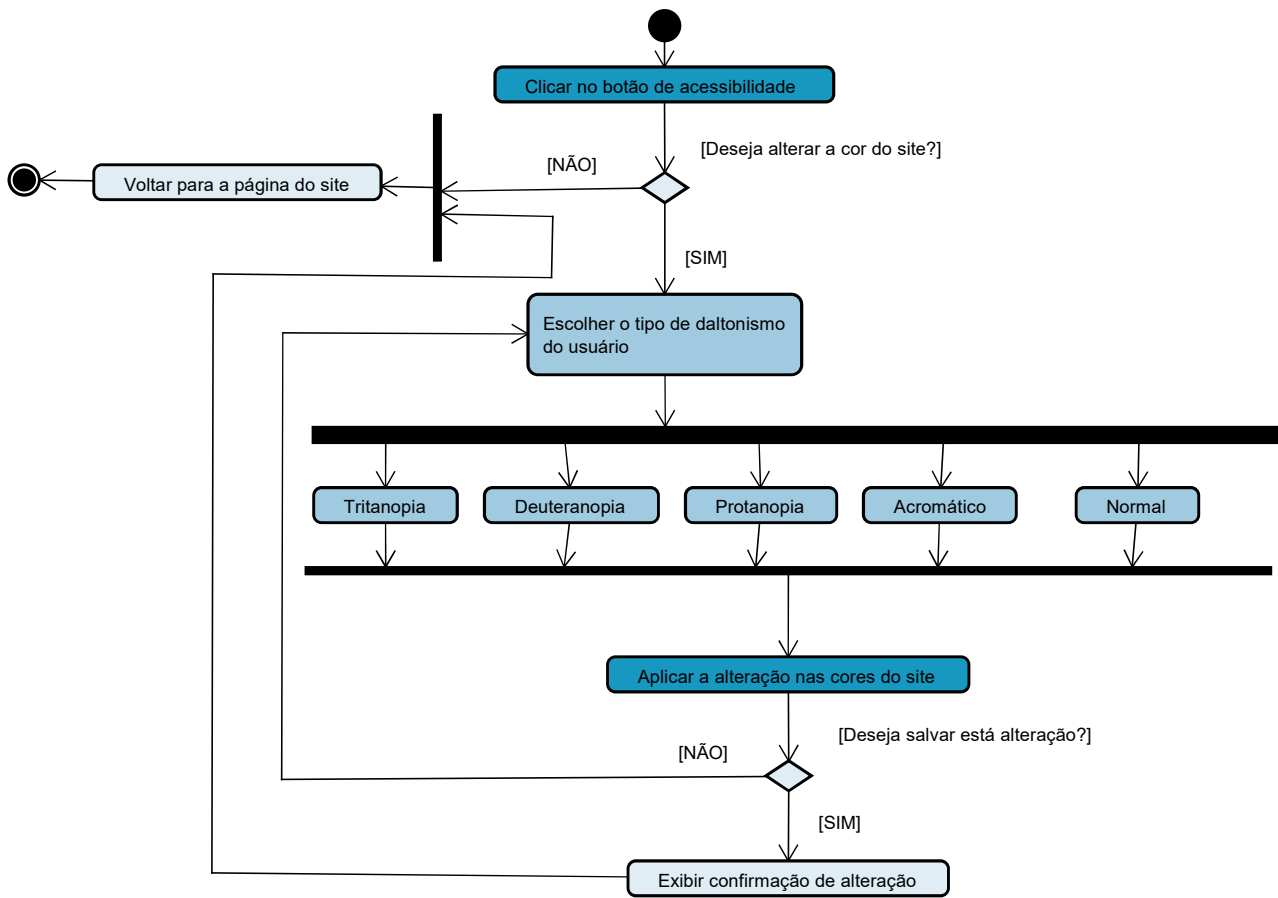 Clicar no botão de acessibilidade
[Deseja alterar a cor do site?]
[NÃO]
Voltar para a página do site
[SIM]
Escolher o tipo de daltonismo
do usuário
Tritanopia
Deuteranopia
Protanopia
Acromático
Normal
Aplicar a alteração nas cores do site
[Deseja salvar está alteração?]
[NÃO]
[SIM]
Exibir confirmação de alteração